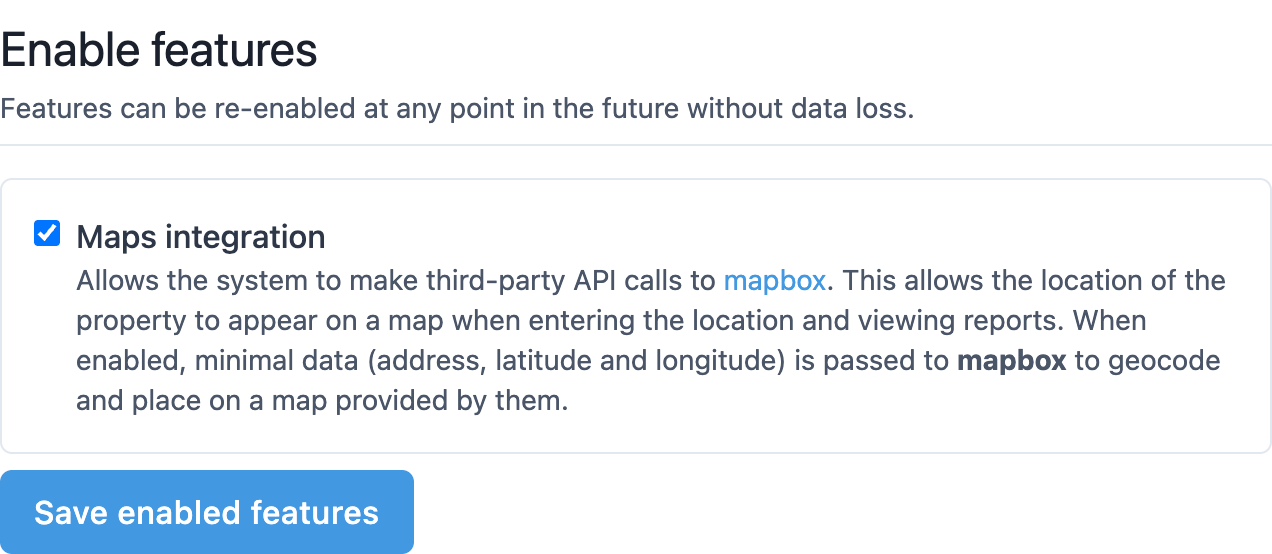 Enable features
Features can be re-enabled at any point in the future without data loss.
Maps integration
Allows the system to make third-party API calls to mapbox. This allows the location of the
property to appear on a map when entering the location and viewing reports. When
enabled, minimal data (address, latitude and longitude) is passed to mapbox to geocode
and place on a map provided by them.
Save enabled features